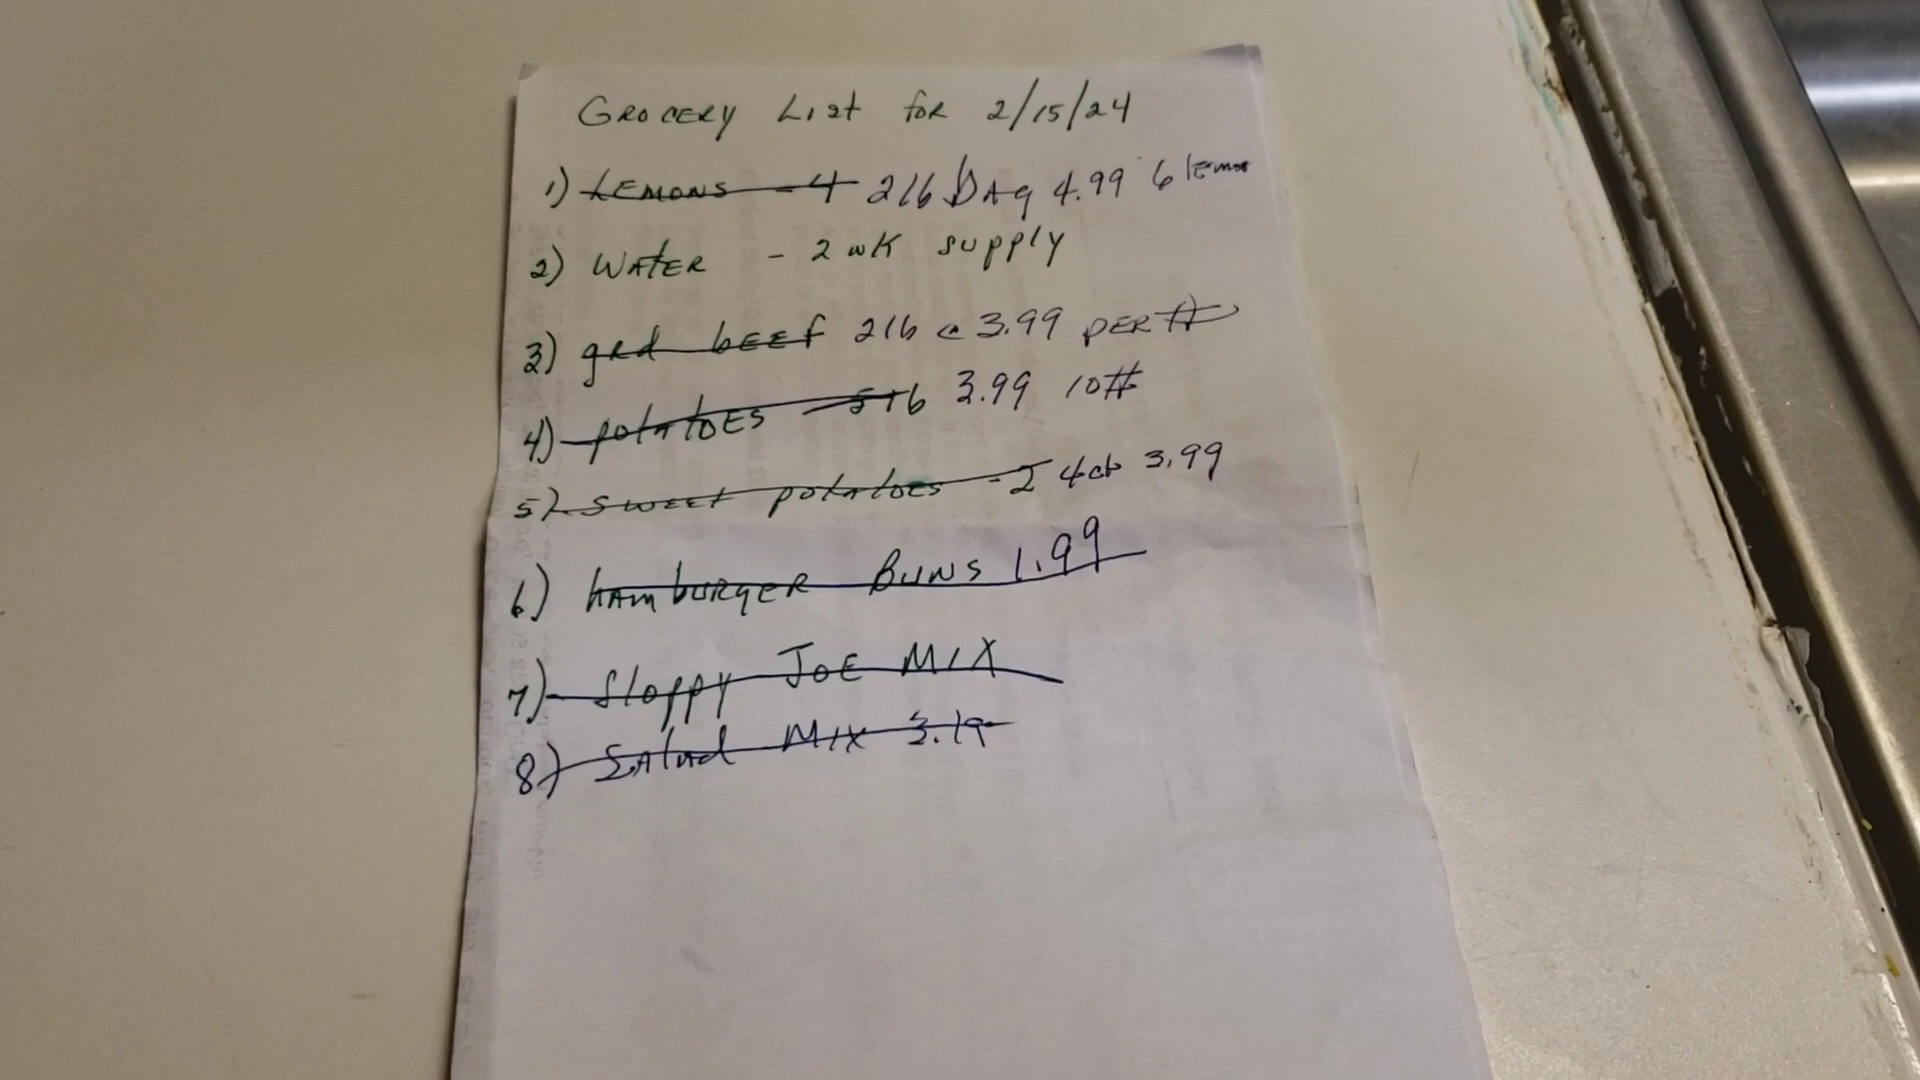 GROCERY LIst for 2/15/24
1) LEMONS - 4 2lb BAg 4.99 6 lemon
2) WATER - 2 wk supply
3) grd bEEf 2lb @ 3.99 PER #
4) potatoES - 5lb 3.99 10#
5) Sweet potatoes - 2 4ct 3.99
6) hAmburgER Buns 1.99
7) Sloppy JOE MIX
8) SAlad MIX 3.19